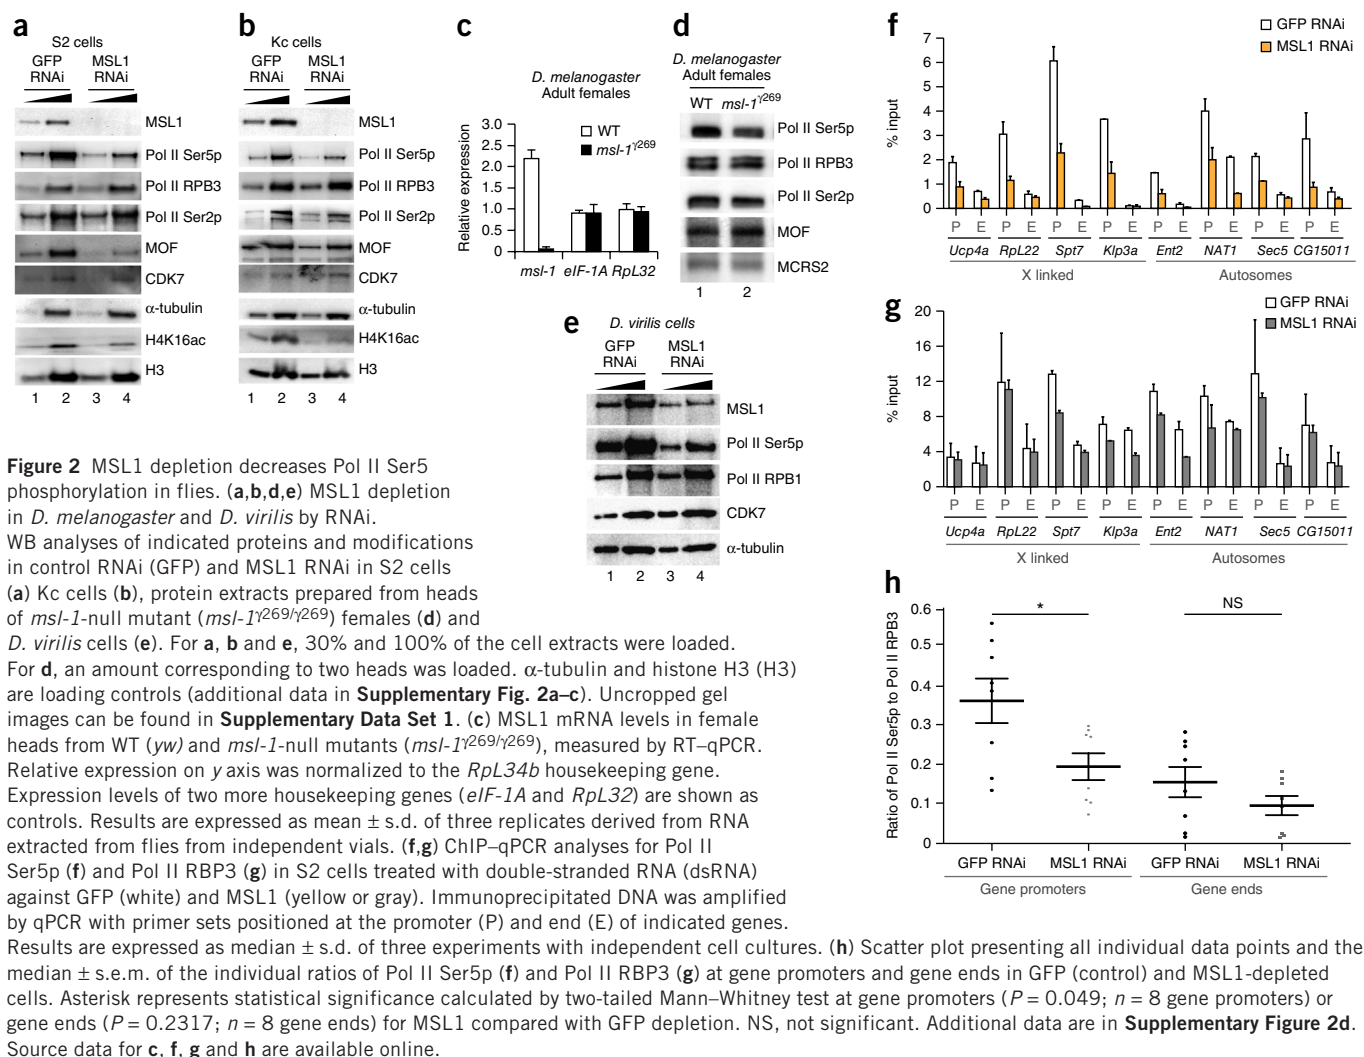 a
S2 cells
GFP RNAi
MSL1 RNAi
MSL1
Pol II Ser5p
Pol II RPB3
Pol II Ser2p
MOF
CDK7
α-tubulin
H4K16ac
H3
1 2 3 4
b
Kc cells
GFP RNAi
MSL1 RNAi
MSL1
Pol II Ser5p
Pol II RPB3
Pol II Ser2p
MOF
CDK7
α-tubulin
H4K16ac
H3
1 2 3 4
c
D. melanogaster
Adult females
Relative expression
3.0
2.5
2.0
1.5
1.0
0.5
0
WT
msl-1γ269
msl-1 eIF-1A RpL32
d
D. melanogaster
Adult females
WT msl-1γ269
Pol II Ser5p
Pol II RPB3
Pol II Ser2p
MOF
MCRS2
1 2
e
D. virilis cells
GFP RNAi
MSL1 RNAi
MSL1
Pol II Ser5p
Pol II RPB1
CDK7
α-tubulin
1 2 3 4
f
GFP RNAi
MSL1 RNAi
% input
7
6
5
4
3
2
1
0
P E P E P E P E P E P E P E P E
Ucp4a RpL22 Spt7 Klp3a Ent2 NAT1 Sec5 CG15011
X linked Autosomes
g
GFP RNAi
MSL1 RNAi
% input
20
16
12
8
4
0
P E P E P E P E P E P E P E P E
Ucp4a RpL22 Spt7 Klp3a Ent2 NAT1 Sec5 CG15011
X linked Autosomes
h
Ratio of Pol II Ser5p to Pol II RPB3
0.6
0.5
0.4
0.3
0.2
0.1
0
* NS
GFP RNAi MSL1 RNAi GFP RNAi MSL1 RNAi
Gene promoters Gene ends
Figure 2 MSL1 depletion decreases Pol II Ser5
phosphorylation in flies. (a,b,d,e) MSL1 depletion
in D. melanogaster and D. virilis by RNAi.
WB analyses of indicated proteins and modifications
in control RNAi (GFP) and MSL1 RNAi in S2 cells
(a) Kc cells (b), protein extracts prepared from heads
of msl-1-null mutant (msl-1γ269/γ269) females (d) and
D. virilis cells (e). For a, b and e, 30% and 100% of the cell extracts were loaded.
For d, an amount corresponding to two heads was loaded. α-tubulin and histone H3 (H3)
are loading controls (additional data in Supplementary Fig. 2a–c). Uncropped gel
images can be found in Supplementary Data Set 1. (c) MSL1 mRNA levels in female
heads from WT (yw) and msl-1-null mutants (msl-1γ269/γ269), measured by RT–qPCR.
Relative expression on y axis was normalized to the RpL34b housekeeping gene.
Expression levels of two more housekeeping genes (eIF-1A and RpL32) are shown as
controls. Results are expressed as mean ± s.d. of three replicates derived from RNA
extracted from flies from independent vials. (f,g) ChIP–qPCR analyses for Pol II
Ser5p (f) and Pol II RBP3 (g) in S2 cells treated with double-stranded RNA (dsRNA)
against GFP (white) and MSL1 (yellow or gray). Immunoprecipitated DNA was amplified
by qPCR with primer sets positioned at the promoter (P) and end (E) of indicated genes.
Results are expressed as median ± s.d. of three experiments with independent cell cultures. (h) Scatter plot presenting all individual data points and the
median ± s.e.m. of the individual ratios of Pol II Ser5p (f) and Pol II RBP3 (g) at gene promoters and gene ends in GFP (control) and MSL1-depleted
cells. Asterisk represents statistical significance calculated by two-tailed Mann–Whitney test at gene promoters (P = 0.049; n = 8 gene promoters) or
gene ends (P = 0.2317; n = 8 gene ends) for MSL1 compared with GFP depletion. NS, not significant. Additional data are in Supplementary Figure 2d.
Source data for c, f, g and h are available online.